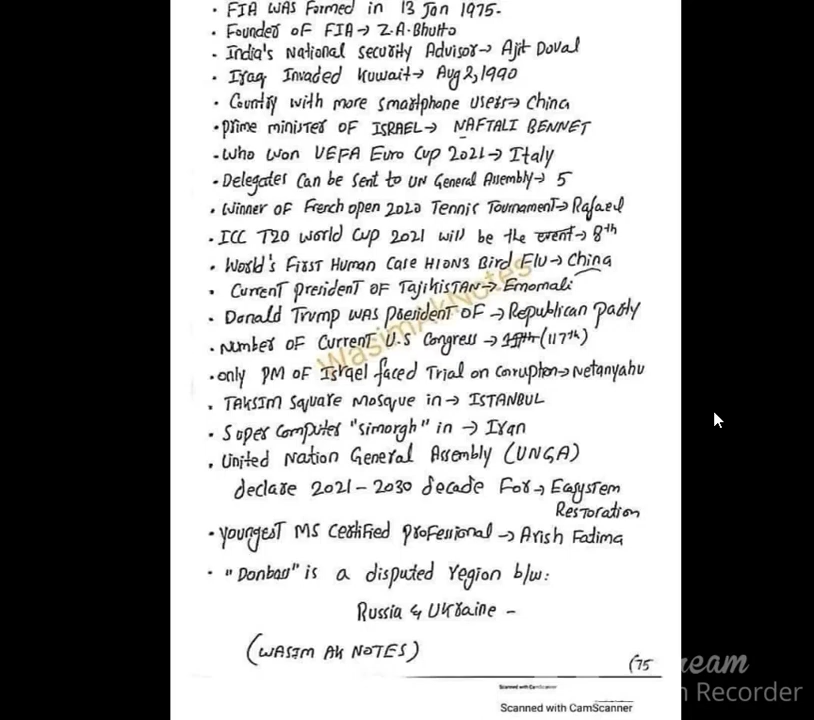 • FIA WAS Formed in 13 Jan 1975.
• Founder OF FIA → Z.A.Bhutto
• India's National Security Advisor → Ajit Doval
• Iraq Invaded Kuwait → Aug 2, 1990
• Country with more smartphone users → China
• Prime minister OF ISRAEL → NAFTALI BENNET
• Who Won UEFA Euro Cup 2021 → Italy
• Delegates Can be Sent to UN General Assembly → 5
• Winner OF French open 2020 Tennis Tournament → Rafael
• ICC T20 World Cup 2021 will be the event → 8th
• World's First Human Case H10N3 Bird Flu → China
• Current president OF TajikisTAN → Emomali
• Donald Trump WAS President OF → Republican party
• Number OF Current U.S Congress → (117th)
• only PM OF Israel faced Trial on Corruption → Netanyahu
• TAKSIM Square Mosque in → ISTANBUL
• Super Computer "simorgh" in → Iran
• United Nation General Assembly (UNGA)
declare 2021 - 2030 decade For → Ecosystem
Restoration
• Youngest MS Certified Professional → Arish Fatima
• "Donbas" is a disputed region b/w:
Russia & Ukraine -
(WASIM AK NOTES)
(75
WasimAkNotes
Scanned with CamScanner
Scanned with CamScanner
ream
n Recorder